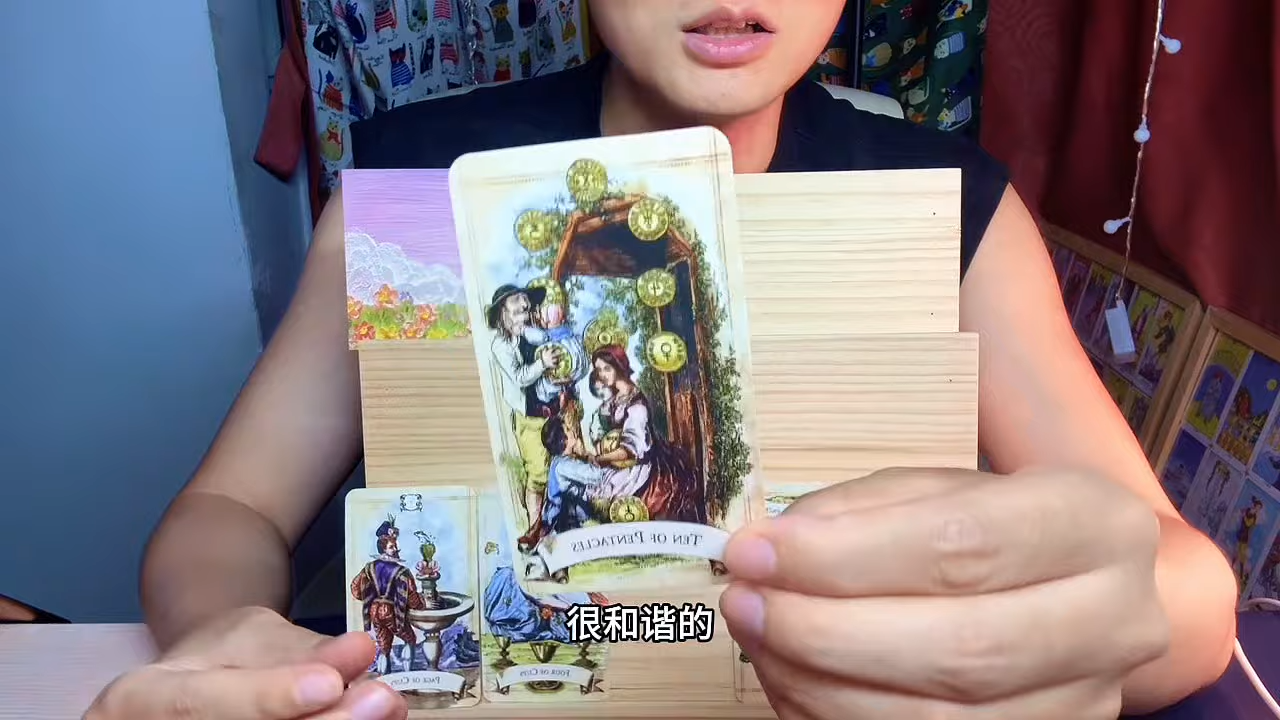 TEN OF PENTACLES
很和谐的
PAGE OF CUPS
FOUR OF CUPS